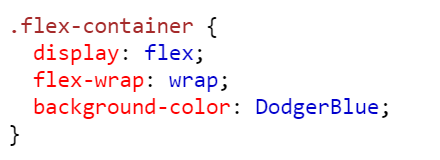 .flex-container {
  display: flex;
  flex-wrap: wrap;
  background-color: DodgerBlue;
}